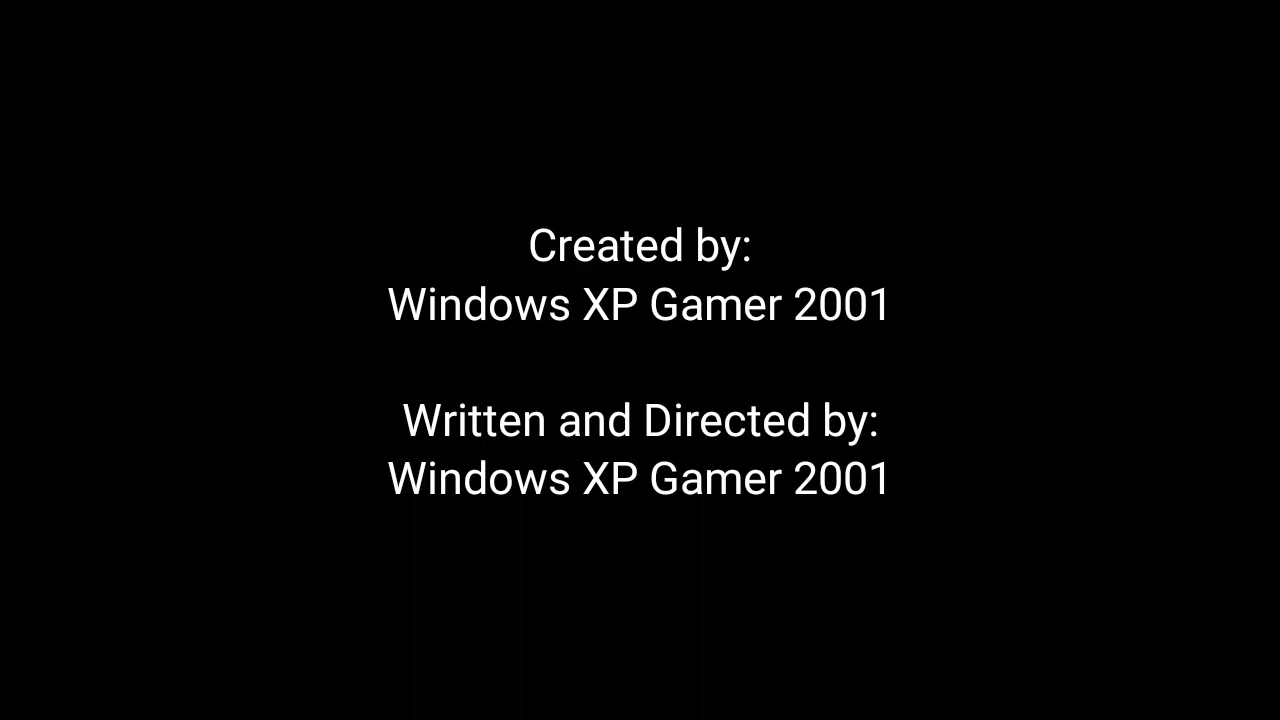 Created by:
Windows XP Gamer 2001
Written and Directed by:
Windows XP Gamer 2001